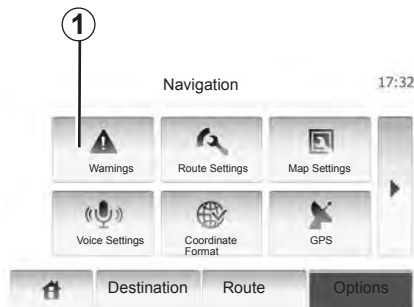 1
Navigation
17:32
Warnings
Route Settings
Map Settings
Voice Settings
Coordinate
Format
GPS
Destination
Route
Options